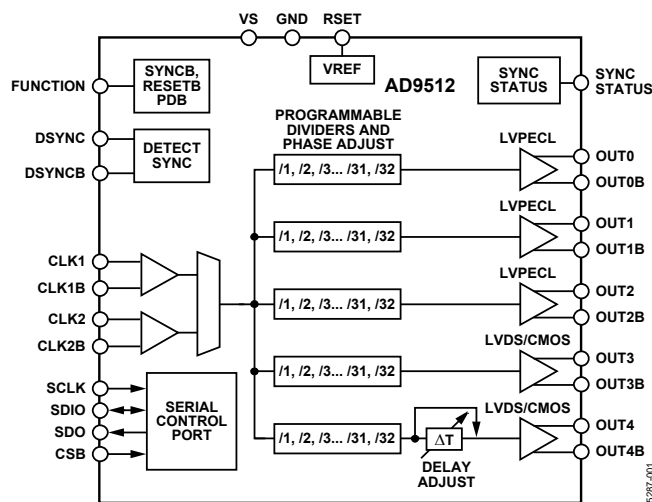 VS GND RSET
FUNCTION
SYNCB,
RESETB
PDB
VREF
AD9512
SYNC
STATUS
SYNC
STATUS
DSYNC
DSYNCB
DETECT
SYNC
PROGRAMMABLE
DIVIDERS AND
PHASE ADJUST
/1, /2, /3... /31, /32
LVPECL
OUT0
OUT0B
/1, /2, /3... /31, /32
LVPECL
OUT1
OUT1B
CLK1
CLK1B
CLK2
CLK2B
/1, /2, /3... /31, /32
LVPECL
OUT2
OUT2B
/1, /2, /3... /31, /32
LVDS/CMOS
OUT3
OUT3B
SCLK
SDIO
SDO
CSB
SERIAL
CONTROL
PORT
/1, /2, /3... /31, /32
ΔT
DELAY
ADJUST
LVDS/CMOS
OUT4
OUT4B
5287-001